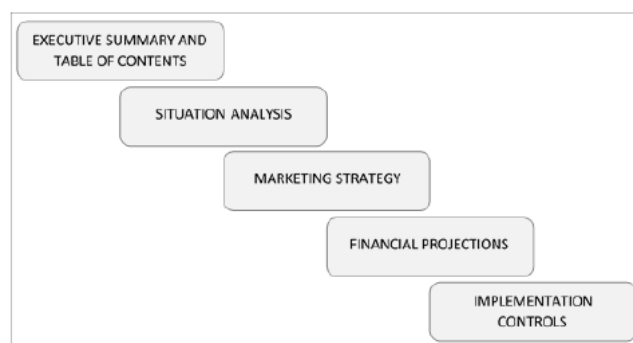 EXECUTIVE SUMMARY AND
TABLE OF CONTENTS
SITUATION ANALYSIS
MARKETING STRATEGY
FINANCIAL PROJECTIONS
IMPLEMENTATION
CONTROLS